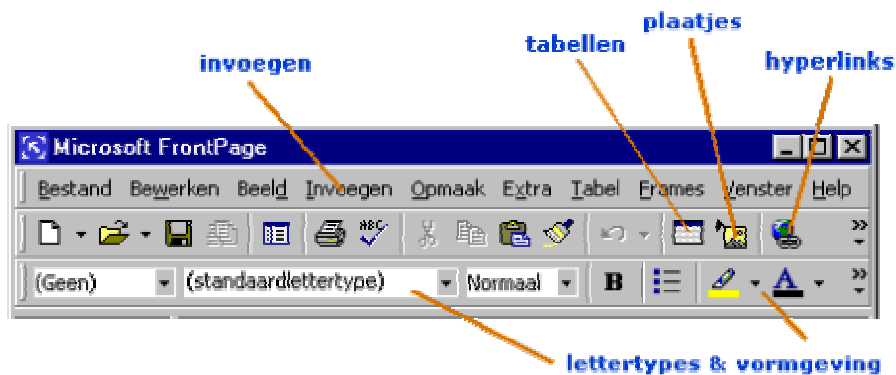 plaatjes
tabellen
invoegen
hyperlinks
Microsoft FrontPage
Bestand Bewerken Beeld Invoegen Opmaak Extra Tabel Frames Venster Help
ABC
(Geen) (standaardlettertype) Normaal B A
lettertypes & vormgeving